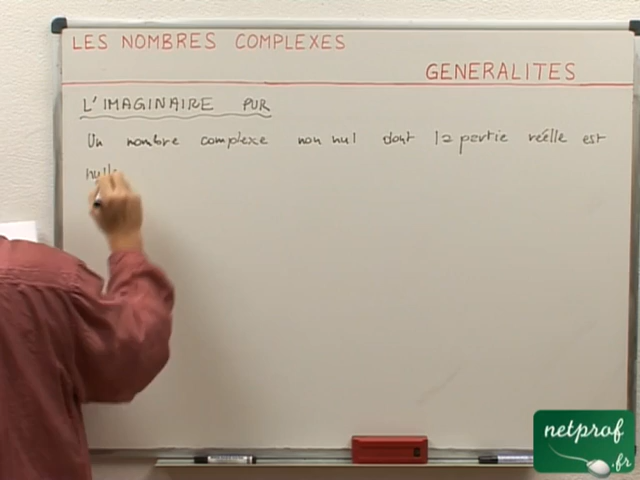 LES NOMBRES COMPLEXES
GENERALITES
L'IMAGINAIRE PUR
Un nombre complexe non nul dont la partie réelle est
nulle
netprof
.fr